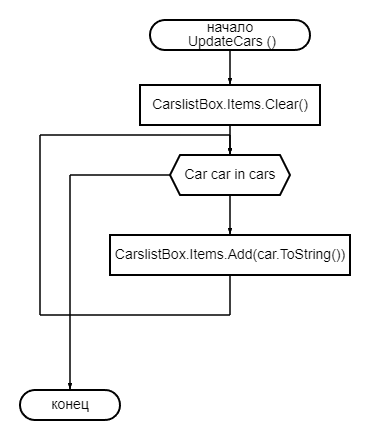 начало
UpdateCars ()
CarslistBox.Items.Clear()
Car car in cars
CarslistBox.Items.Add(car.ToString())
конец